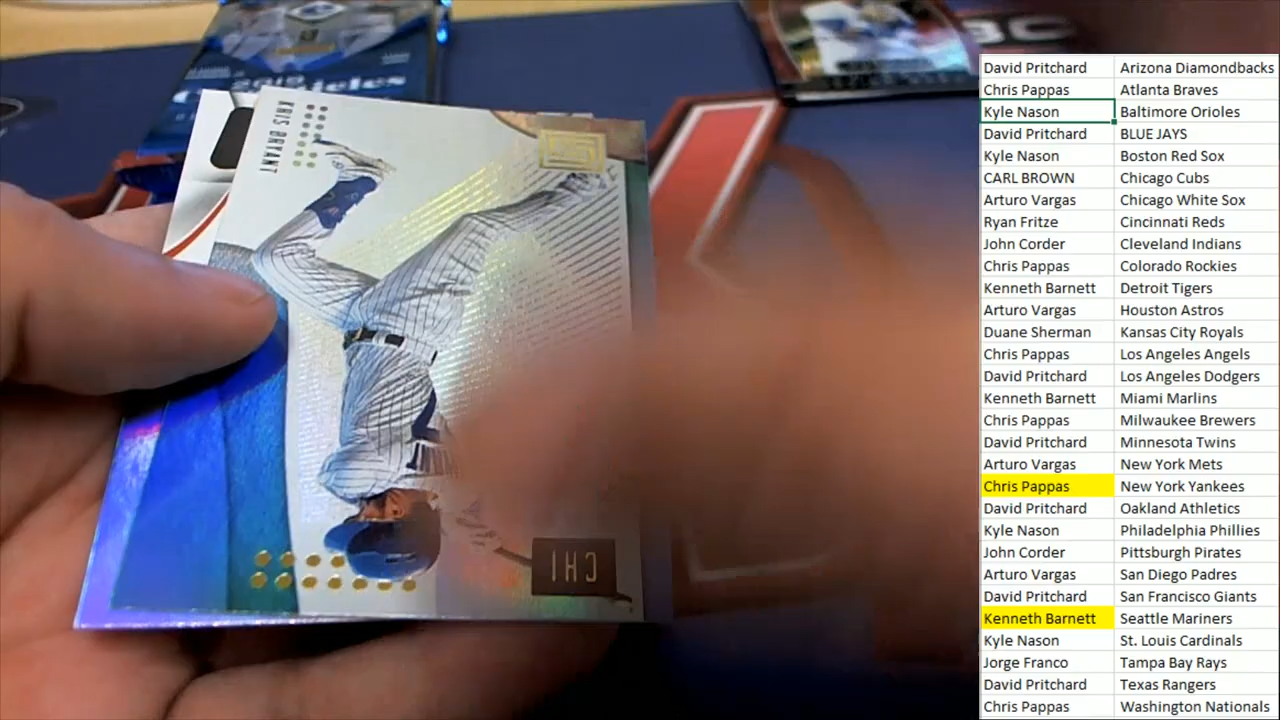 KRIS BRYANT
CHI
David Pritchard Arizona Diamondbacks
Chris Pappas Atlanta Braves
Kyle Nason Baltimore Orioles
David Pritchard BLUE JAYS
Kyle Nason Boston Red Sox
CARL BROWN Chicago Cubs
Arturo Vargas Chicago White Sox
Ryan Fritze Cincinnati Reds
John Corder Cleveland Indians
Chris Pappas Colorado Rockies
Kenneth Barnett Detroit Tigers
Arturo Vargas Houston Astros
Duane Sherman Kansas City Royals
Chris Pappas Los Angeles Angels
David Pritchard Los Angeles Dodgers
Kenneth Barnett Miami Marlins
Chris Pappas Milwaukee Brewers
David Pritchard Minnesota Twins
Arturo Vargas New York Mets
Chris Pappas New York Yankees
David Pritchard Oakland Athletics
Kyle Nason Philadelphia Phillies
John Corder Pittsburgh Pirates
Arturo Vargas San Diego Padres
David Pritchard San Francisco Giants
Kenneth Barnett Seattle Mariners
Kyle Nason St. Louis Cardinals
Jorge Franco Tampa Bay Rays
David Pritchard Texas Rangers
Chris Pappas Washington Nationals